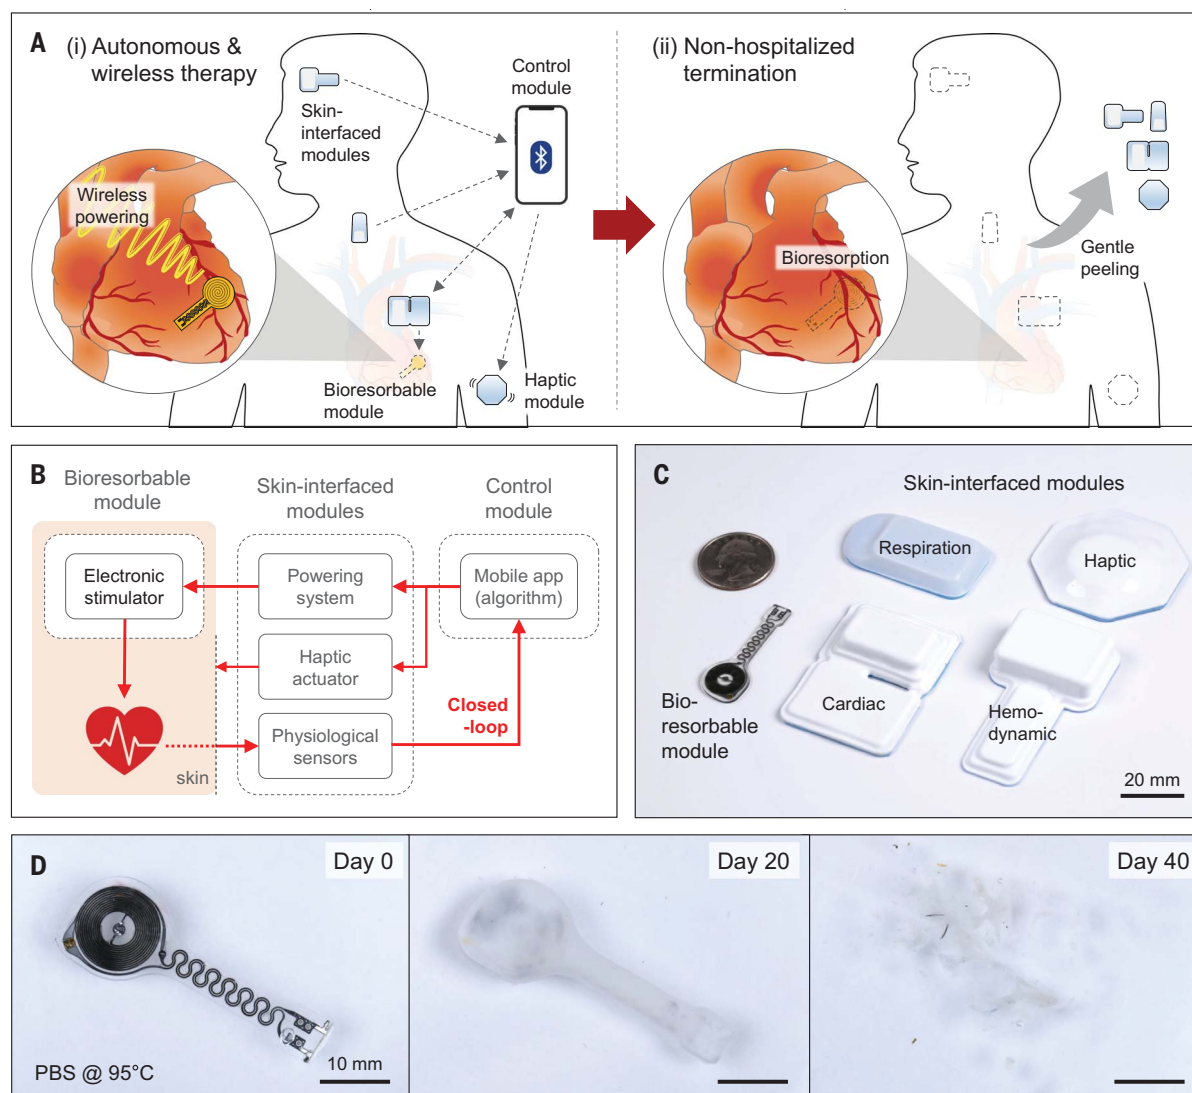 A
(i) Autonomous &
wireless therapy
Control
module
Skin-
interfaced
modules
Wireless
powering
Bioresorbable
module
Haptic
module
(ii) Non-hospitalized
termination
Bioresorption
Gentle
peeling
B
Bioresorbable
module
Skin-interfaced
modules
Control
module
Electronic
stimulator
Powering
system
Mobile app
(algorithm)
Haptic
actuator
Closed
-loop
Physiological
sensors
skin
C
Skin-interfaced modules
Respiration
Haptic
Bio-
resorbable
module
Cardiac
Hemo-
dynamic
20 mm
D
Day 0
PBS @ 95°C
10 mm
Day 20
Day 40